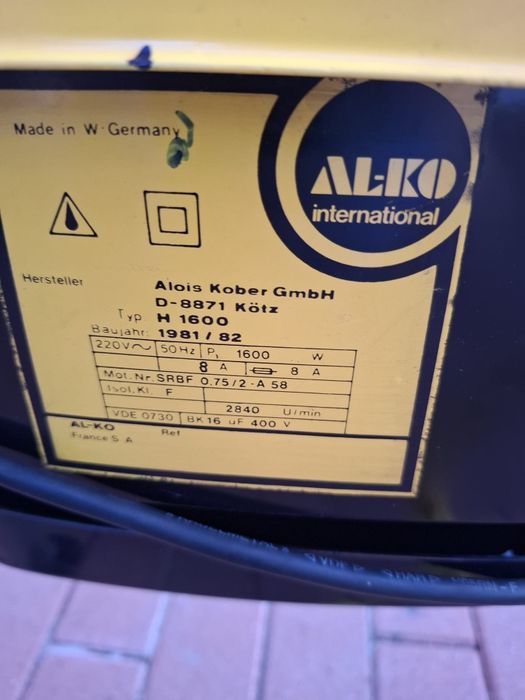 Made in W-Germany
AL-KO
international
Hersteller
Alois Kober GmbH
D-8871 Kötz
Typ H 1600
Baujahr: 1981 / 82
220V~ 50Hz P₁ 1600 W
8 A 8 A
Mot.Nr. SRBF 0.75/2-A 58
Isol.Kl. F
2840 U/min
VDE 0730 BK 16 uF 400 V
AL-KO
France S.A. Ref